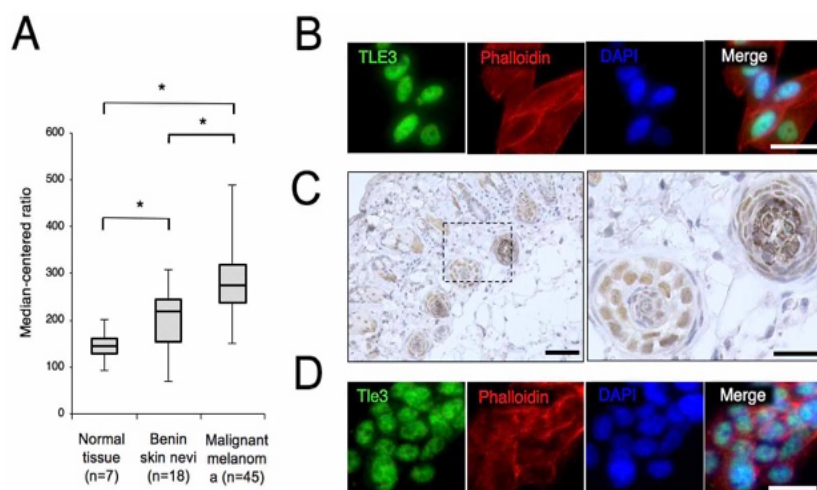 A
*
*
*
Median-centered ratio
600
500
400
300
200
100
0
Normal
tissue
(n=7)
Benin
skin nevi
(n=18)
Malignant
melanom
a (n=45)
B
TLE3
Phalloidin
DAPI
Merge
C
D
Tle3
Phalloidin
DAPI
Merge